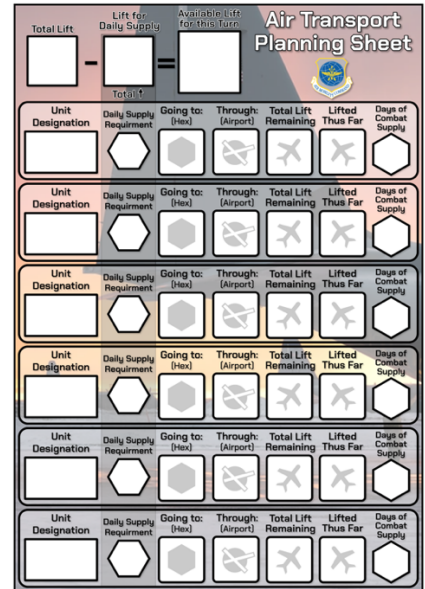 Total Lift
Lift for
Daily Supply
Available Lift
for this Turn
Air Transport
Planning Sheet
-
=
Total
Unit
Designation
Daily Supply
Requirment
Going to:
(Hex)
Through:
(Airport)
Total Lift
Remaining
Lifted
Thus Far
Days of
Combat
Supply
Unit
Designation
Daily Supply
Requirment
Going to:
(Hex)
Through:
(Airport)
Total Lift
Remaining
Lifted
Thus Far
Days of
Combat
Supply
Unit
Designation
Daily Supply
Requirment
Going to:
(Hex)
Through:
(Airport)
Total Lift
Remaining
Lifted
Thus Far
Days of
Combat
Supply
Unit
Designation
Daily Supply
Requirment
Going to:
(Hex)
Through:
(Airport)
Total Lift
Remaining
Lifted
Thus Far
Days of
Combat
Supply
Unit
Designation
Daily Supply
Requirment
Going to:
(Hex)
Through:
(Airport)
Total Lift
Remaining
Lifted
Thus Far
Days of
Combat
Supply
Unit
Designation
Daily Supply
Requirment
Going to:
(Hex)
Through:
(Airport)
Total Lift
Remaining
Lifted
Thus Far
Days of
Combat
Supply